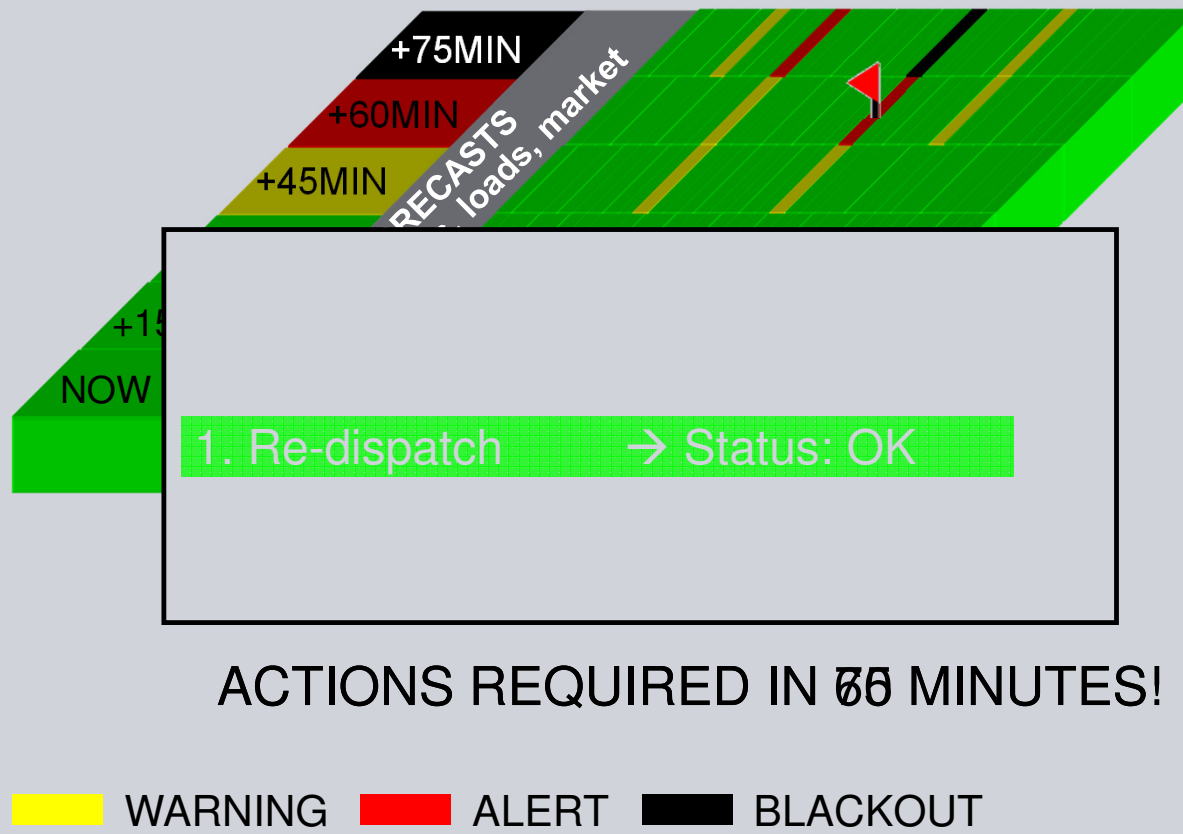 +75MIN
+60MIN
+45MIN
RECASTS
loads, market
+15
NOW
1. Re-dispatch → Status: OK
ACTIONS REQUIRED IN MINUTES!
WARNING ALERT BLACKOUT